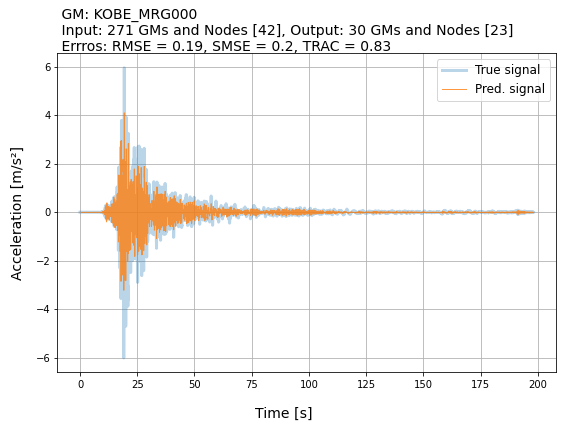 GM: KOBE_MRG000
Input: 271 GMs and Nodes [42], Output: 30 GMs and Nodes [23]
Errros: RMSE = 0.19, SMSE = 0.2, TRAC = 0.83
True signal
Pred. signal
6
4
2
0
−2
−4
−6
Acceleration [m/s²]
0 25 50 75 100 125 150 175 200
Time [s]